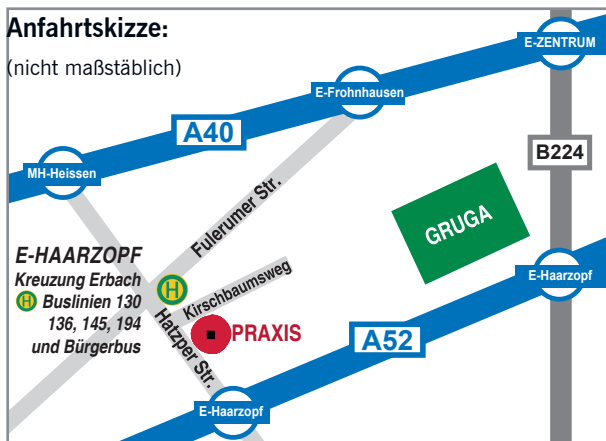 Anfahrtskizze:
(nicht maßstäblich)
E-ZENTRUM
E-Frohnhausen
A40
B224
MH-Heissen
Fulerumer Str.
GRUGA
E-HAARZOPF
Kreuzung Erbach
H Buslinien 130
136, 145, 194
und Bürgerbus
H
Kirschbaumsweg
Hatzper Str.
PRAXIS
E-Haarzopf
A52
E-Haarzopf